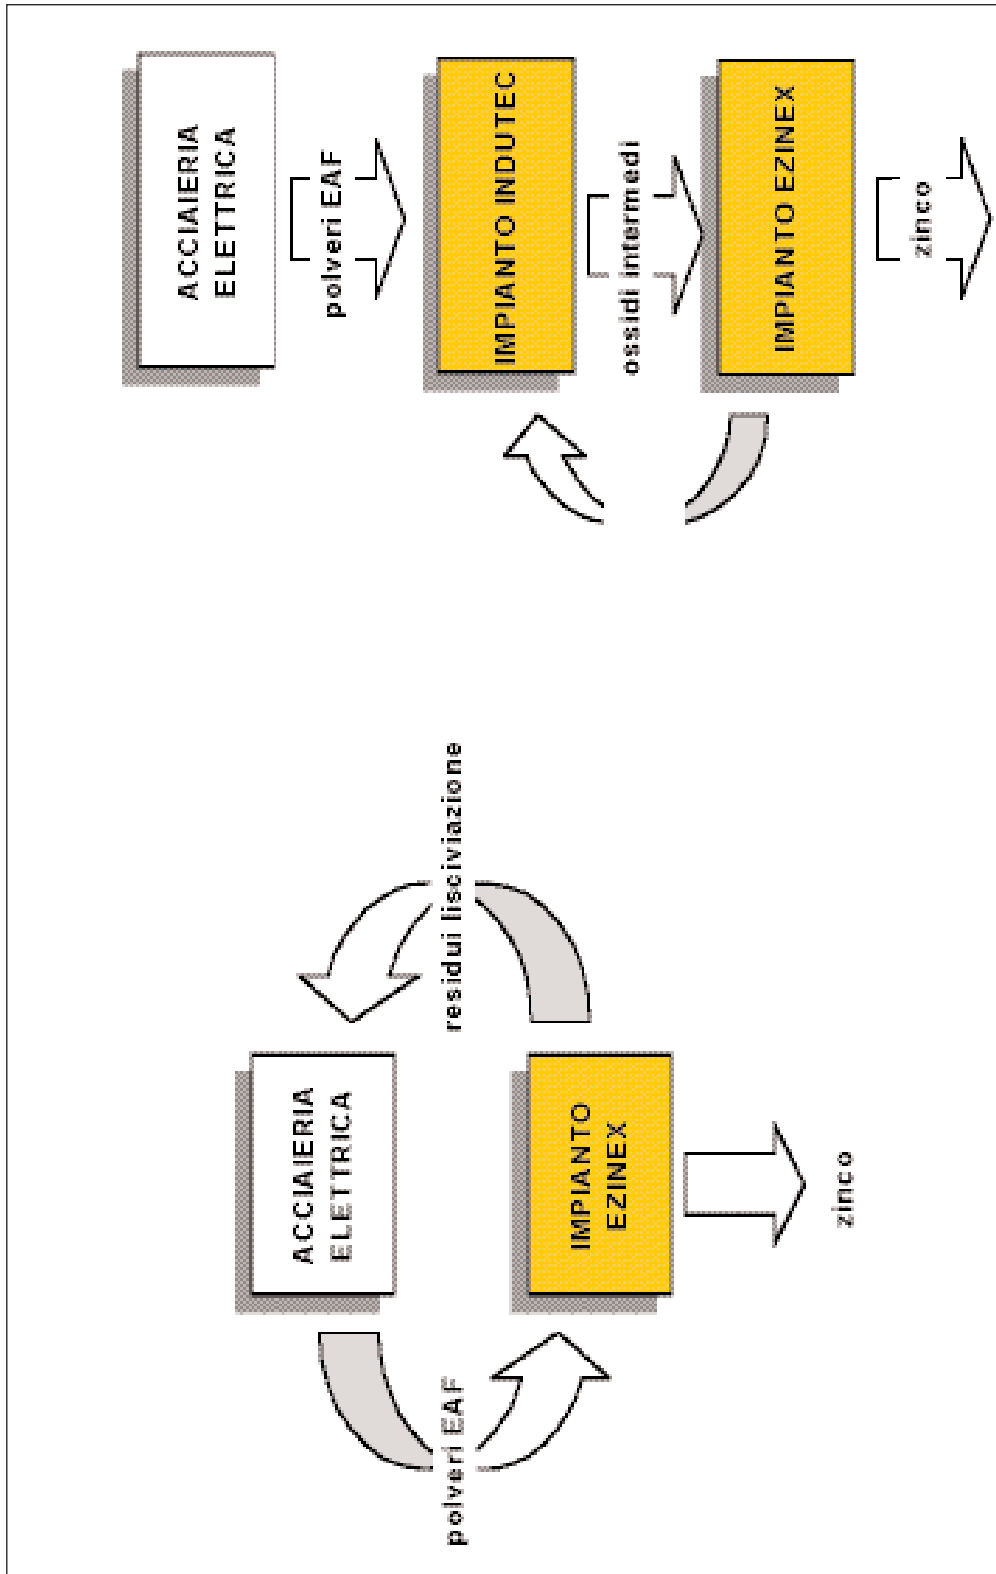 ACCIAIERIA
ELETTRICA
polveri EAF
residui lisciviazione
IMPIANTO
EZINEX
zinco
ACCIAIERIA
ELETTRICA
polveri EAF
IMPIANTO INDUTEC
ossidi intermedi
IMPIANTO EZINEX
zinco